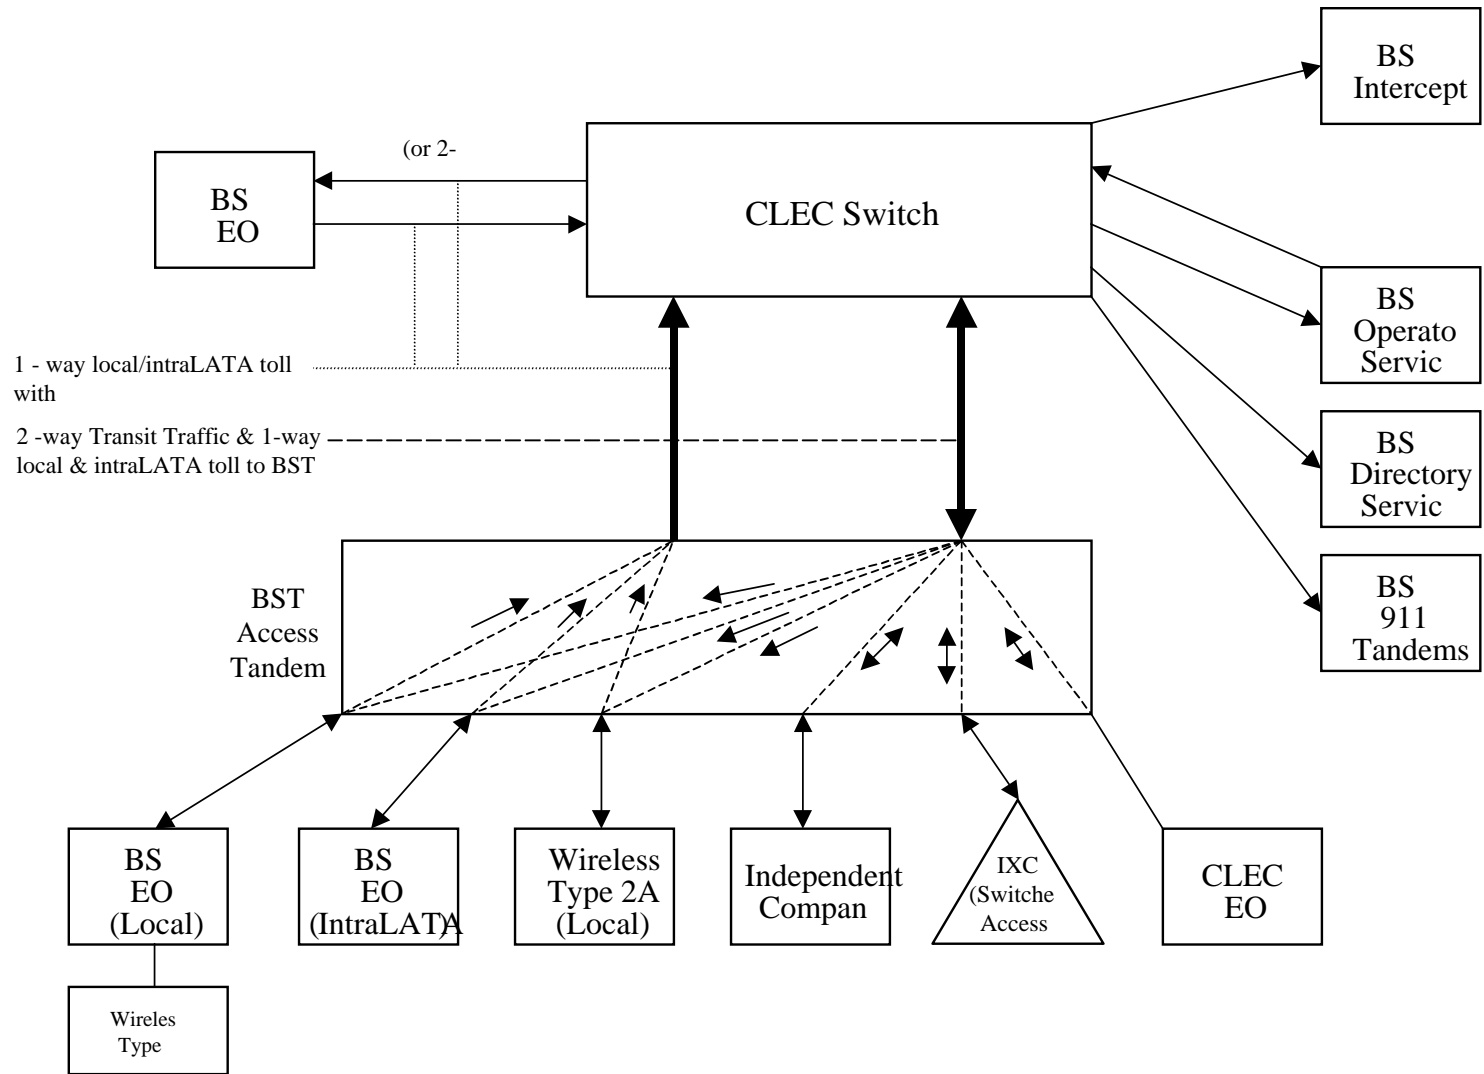 BS
Intercept
(or 2-
BS
EO
CLEC Switch
BS
Operato
Servic
1 - way local/intraLATA toll
with
2 -way Transit Traffic & 1-way
local & intraLATA toll to BST
BS
Directory
Servic
BST
Access
Tandem
BS
911
Tandems
BS
EO
(Local)
BS
EO
(IntraLATA)
Wireless
Type 2A
(Local)
Independent
Compan
IXC
(Switche
Access
CLEC
EO
Wireles
Type